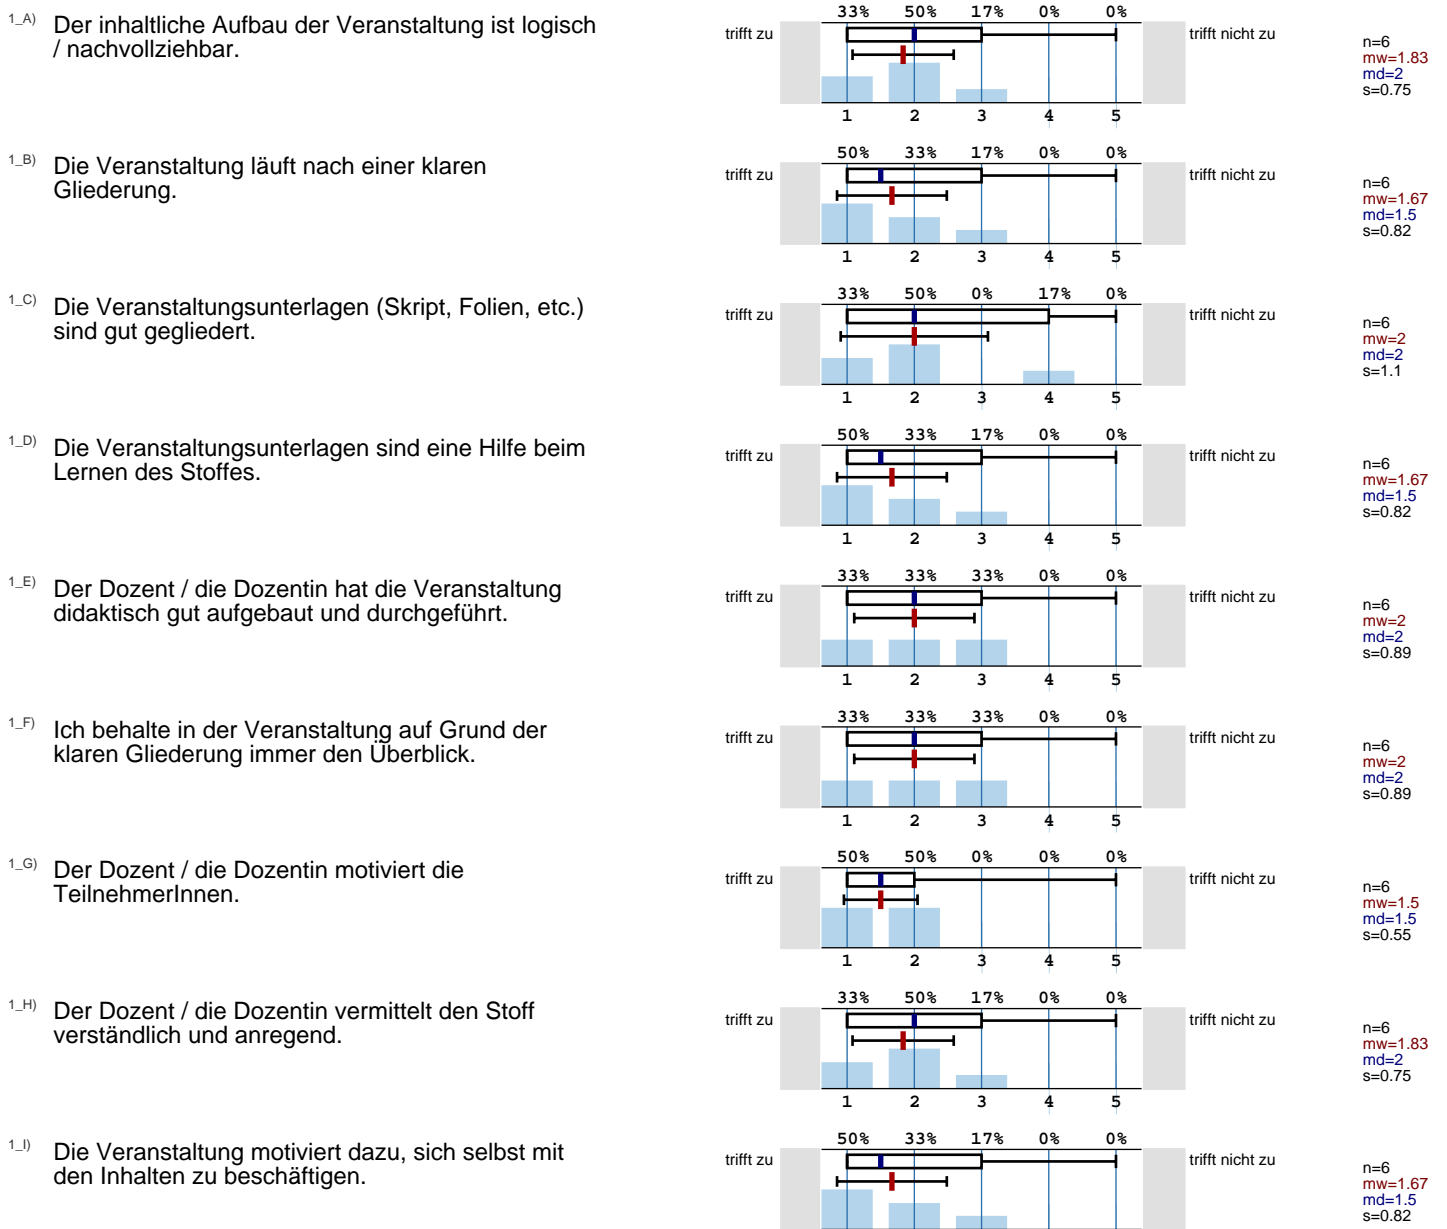 1_A) Der inhaltliche Aufbau der Veranstaltung ist logisch
/ nachvollziehbar.
33% 50% 17% 0% 0%
trifft zu trifft nicht zu
n=6
mw=1.83
md=2
s=0.75
1 2 3 4 5
1_B) Die Veranstaltung läuft nach einer klaren
Gliederung.
50% 33% 17% 0% 0%
trifft zu trifft nicht zu
n=6
mw=1.67
md=1.5
s=0.82
1 2 3 4 5
1_C) Die Veranstaltungsunterlagen (Skript, Folien, etc.)
sind gut gegliedert.
33% 50% 0% 17% 0%
trifft zu trifft nicht zu
n=6
mw=2
md=2
s=1.1
1 2 3 4 5
1_D) Die Veranstaltungsunterlagen sind eine Hilfe beim
Lernen des Stoffes.
50% 33% 17% 0% 0%
trifft zu trifft nicht zu
n=6
mw=1.67
md=1.5
s=0.82
1 2 3 4 5
1_E) Der Dozent / die Dozentin hat die Veranstaltung
didaktisch gut aufgebaut und durchgeführt.
33% 33% 33% 0% 0%
trifft zu trifft nicht zu
n=6
mw=2
md=2
s=0.89
1 2 3 4 5
1_F) Ich behalte in der Veranstaltung auf Grund der
klaren Gliederung immer den Überblick.
33% 33% 33% 0% 0%
trifft zu trifft nicht zu
n=6
mw=2
md=2
s=0.89
1 2 3 4 5
1_G) Der Dozent / die Dozentin motiviert die
TeilnehmerInnen.
50% 50% 0% 0% 0%
trifft zu trifft nicht zu
n=6
mw=1.5
md=1.5
s=0.55
1 2 3 4 5
1_H) Der Dozent / die Dozentin vermittelt den Stoff
verständlich und anregend.
33% 50% 17% 0% 0%
trifft zu trifft nicht zu
n=6
mw=1.83
md=2
s=0.75
1 2 3 4 5
1_I) Die Veranstaltung motiviert dazu, sich selbst mit
den Inhalten zu beschäftigen.
50% 33% 17% 0% 0%
trifft zu trifft nicht zu
n=6
mw=1.67
md=1.5
s=0.82